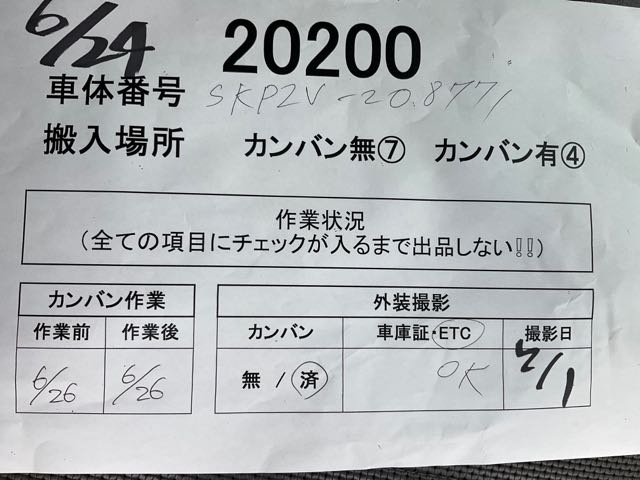 6/24
20200
車体番号 SKP2V-208771
搬入場所 カンバン無⑦ カンバン有④
作業状況
(全ての項目にチェックが入るまで出品しない!!)
カンバン作業
作業前 作業後
6/26 6/26
外装撮影
カンバン 車庫証・ETC 撮影日
無 / 済 OK 7/1